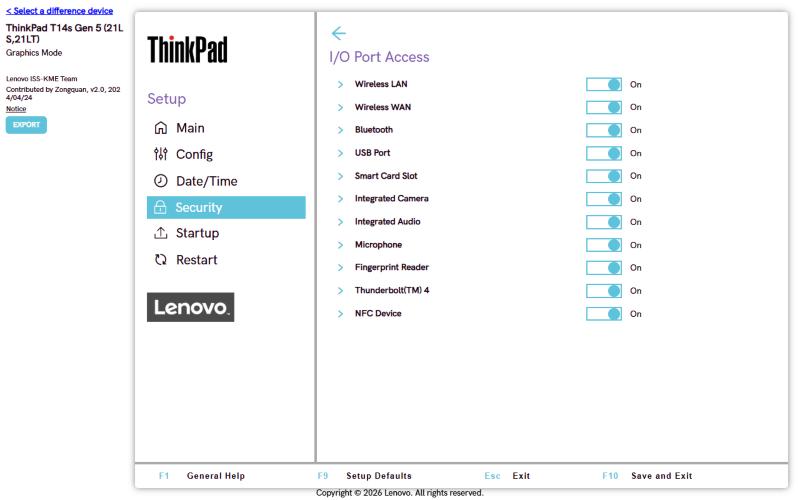 < Select a difference device
ThinkPad T14s Gen 5 (21L
S,21LT)
Graphics Mode
Lenovo ISS-KME Team
Contributed by Zongquan, v2.0, 202
4/04/24
Notice
EXPORT
ThinkPad
Setup
Main
Config
Date/Time
Security
Startup
Restart
Lenovo.
I/O Port Access
Wireless LAN On
Wireless WAN On
Bluetooth On
USB Port On
Smart Card Slot On
Integrated Camera On
Integrated Audio On
Microphone On
Fingerprint Reader On
Thunderbolt(TM) 4 On
NFC Device On
F1 General Help F9 Setup Defaults Esc Exit F10 Save and Exit
Copyright © 2026 Lenovo. All rights reserved.